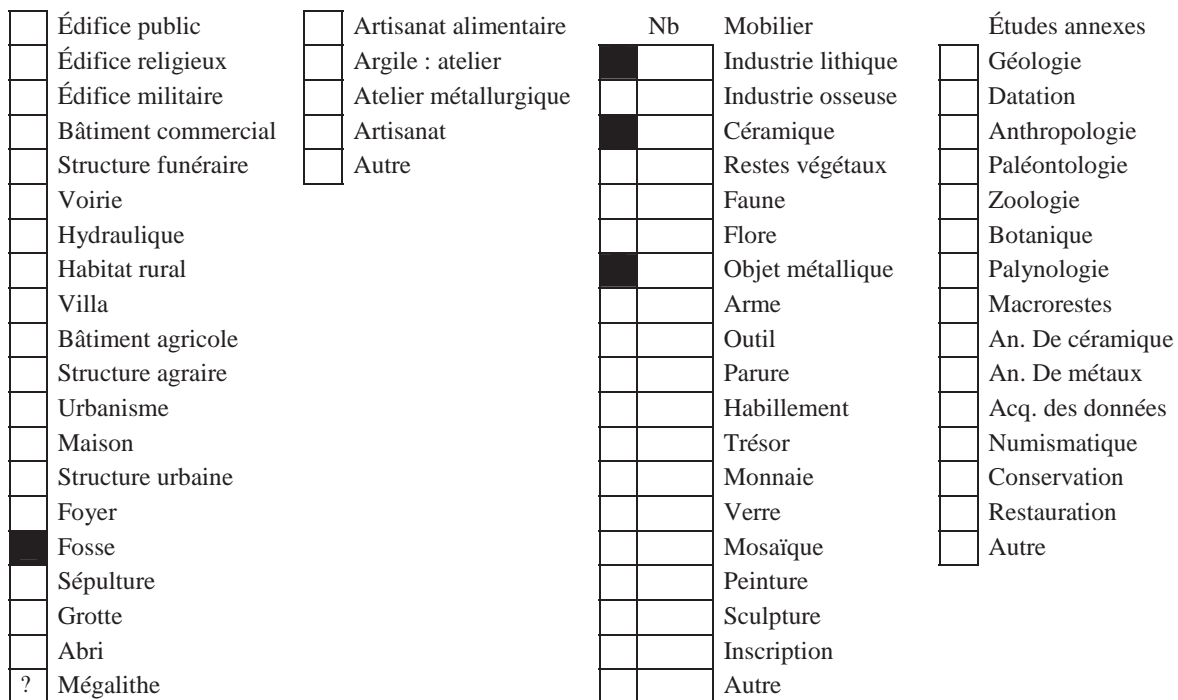 Édifice public
Édifice religieux
Édifice militaire
Bâtiment commercial
Structure funéraire
Voirie
Hydraulique
Habitat rural
Villa
Bâtiment agricole
Structure agraire
Urbanisme
Maison
Structure urbaine
Foyer
Fosse
Sépulture
Grotte
Abri
? Mégalithe
Artisanat alimentaire
Argile : atelier
Atelier métallurgique
Artisanat
Autre
Nb Mobilier
Industrie lithique
Industrie osseuse
Céramique
Restes végétaux
Faune
Flore
Objet métallique
Arme
Outil
Parure
Habillement
Trésor
Monnaie
Verre
Mosaïque
Peinture
Sculpture
Inscription
Autre
Études annexes
Géologie
Datation
Anthropologie
Paléontologie
Zoologie
Botanique
Palynologie
Macrorestes
An. De céramique
An. De métaux
Acq. des données
Numismatique
Conservation
Restauration
Autre